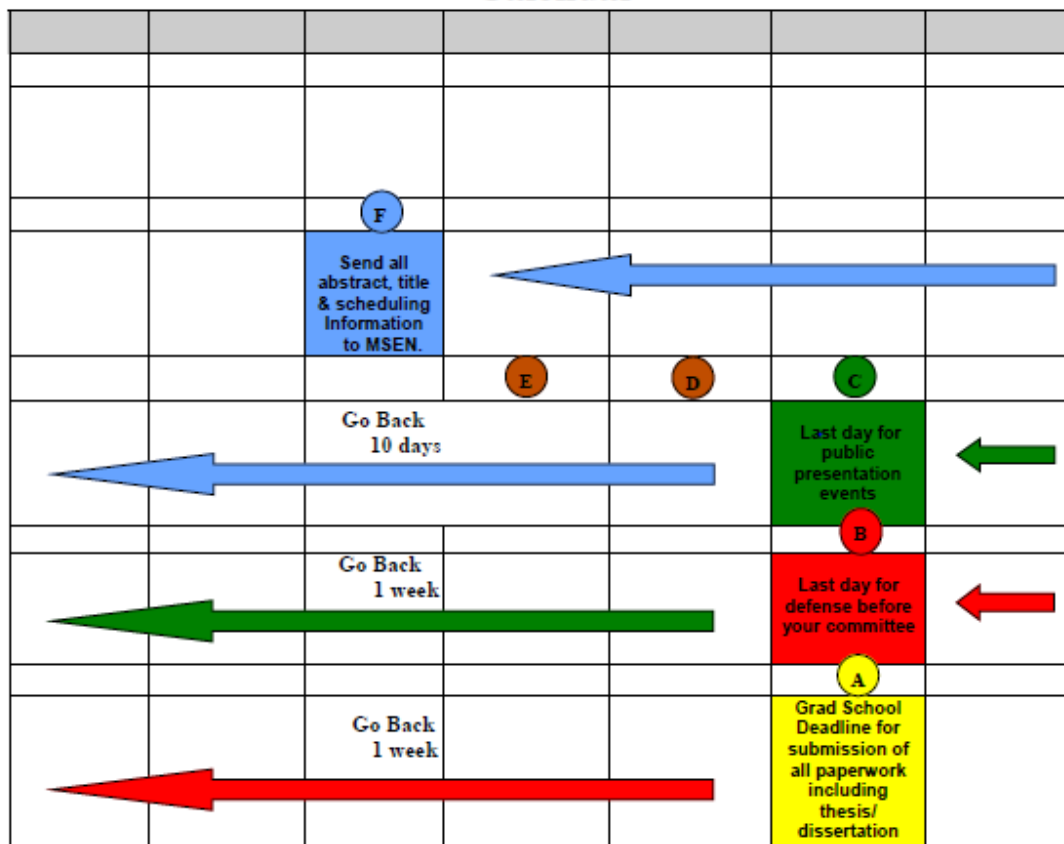 F
Send all
abstract, title
& scheduling
Information
to MSEN.
E
D
C
Go Back
10 days
Last day for
public
presentation
events
B
Go Back
1 week
Last day for
defense before
your committee
A
Go Back
1 week
Grad School
Deadline for
submission of
all paperwork
including
thesis/
dissertation